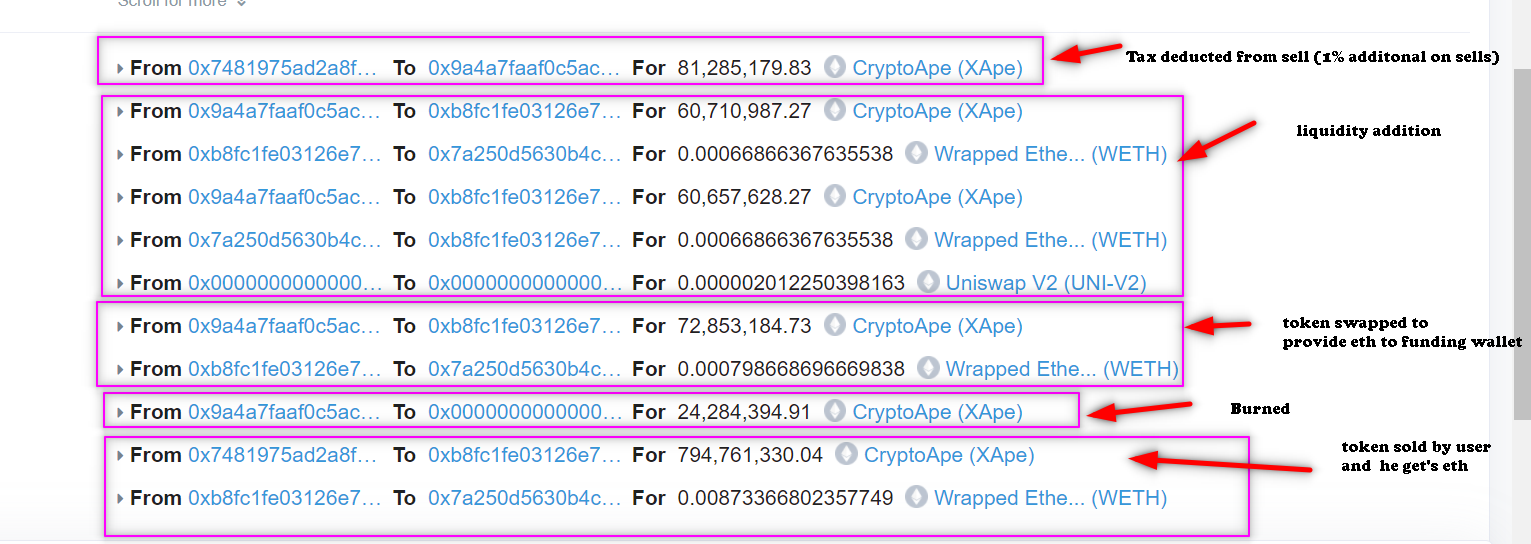 Scroll for more
From 0x7481975ad2a8f... To 0x9a4a7faaf0c5ac... For 81,285,179.83 CryptoApe (XApe)
Tax deducted from sell (1% additonal on sells)
From 0x9a4a7faaf0c5ac... To 0xb8fc1fe03126e7... For 60,710,987.27 CryptoApe (XApe)
liquidity addition
From 0xb8fc1fe03126e7... To 0x7a250d5630b4c... For 0.00066866367635538 Wrapped Ethe... (WETH)
From 0x9a4a7faaf0c5ac... To 0xb8fc1fe03126e7... For 60,657,628.27 CryptoApe (XApe)
From 0x7a250d5630b4c... To 0xb8fc1fe03126e7... For 0.00066866367635538 Wrapped Ethe... (WETH)
From 0x0000000000000... To 0x0000000000000... For 0.000002012250398163 Uniswap V2 (UNI-V2)
From 0x9a4a7faaf0c5ac... To 0xb8fc1fe03126e7... For 72,853,184.73 CryptoApe (XApe)
token swapped to
provide eth to funding wallet
From 0xb8fc1fe03126e7... To 0x7a250d5630b4c... For 0.000798668696669838 Wrapped Ethe... (WETH)
From 0x9a4a7faaf0c5ac... To 0x0000000000000... For 24,284,394.91 CryptoApe (XApe)
Burned
From 0x7481975ad2a8f... To 0xb8fc1fe03126e7... For 794,761,330.04 CryptoApe (XApe)
token sold by user
and he get's eth
From 0xb8fc1fe03126e7... To 0x7a250d5630b4c... For 0.00873366802357749 Wrapped Ethe... (WETH)